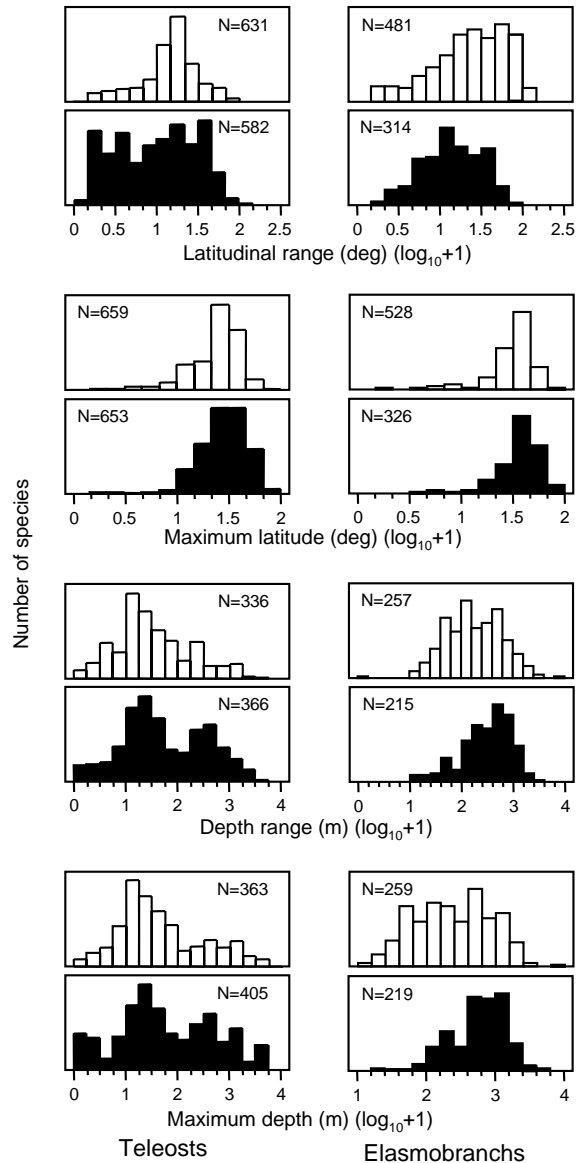 N=631 N=481
N=582 N=314
0 0.5 1 1.5 2 2.5 0 0.5 1 1.5 2 2.5
Latitudinal range (deg) (log10+1)
N=659 N=528
N=653 N=326
0 0.5 1 1.5 2 0 0.5 1 1.5 2
Maximum latitude (deg) (log10+1)
Number of species
N=336 N=257
N=366 N=215
0 1 2 3 4 0 1 2 3 4
Depth range (m) (log10+1)
N=363 N=259
N=405 N=219
0 1 2 3 4 1 2 3 4
Maximum depth (m) (log10+1)
Teleosts Elasmobranchs